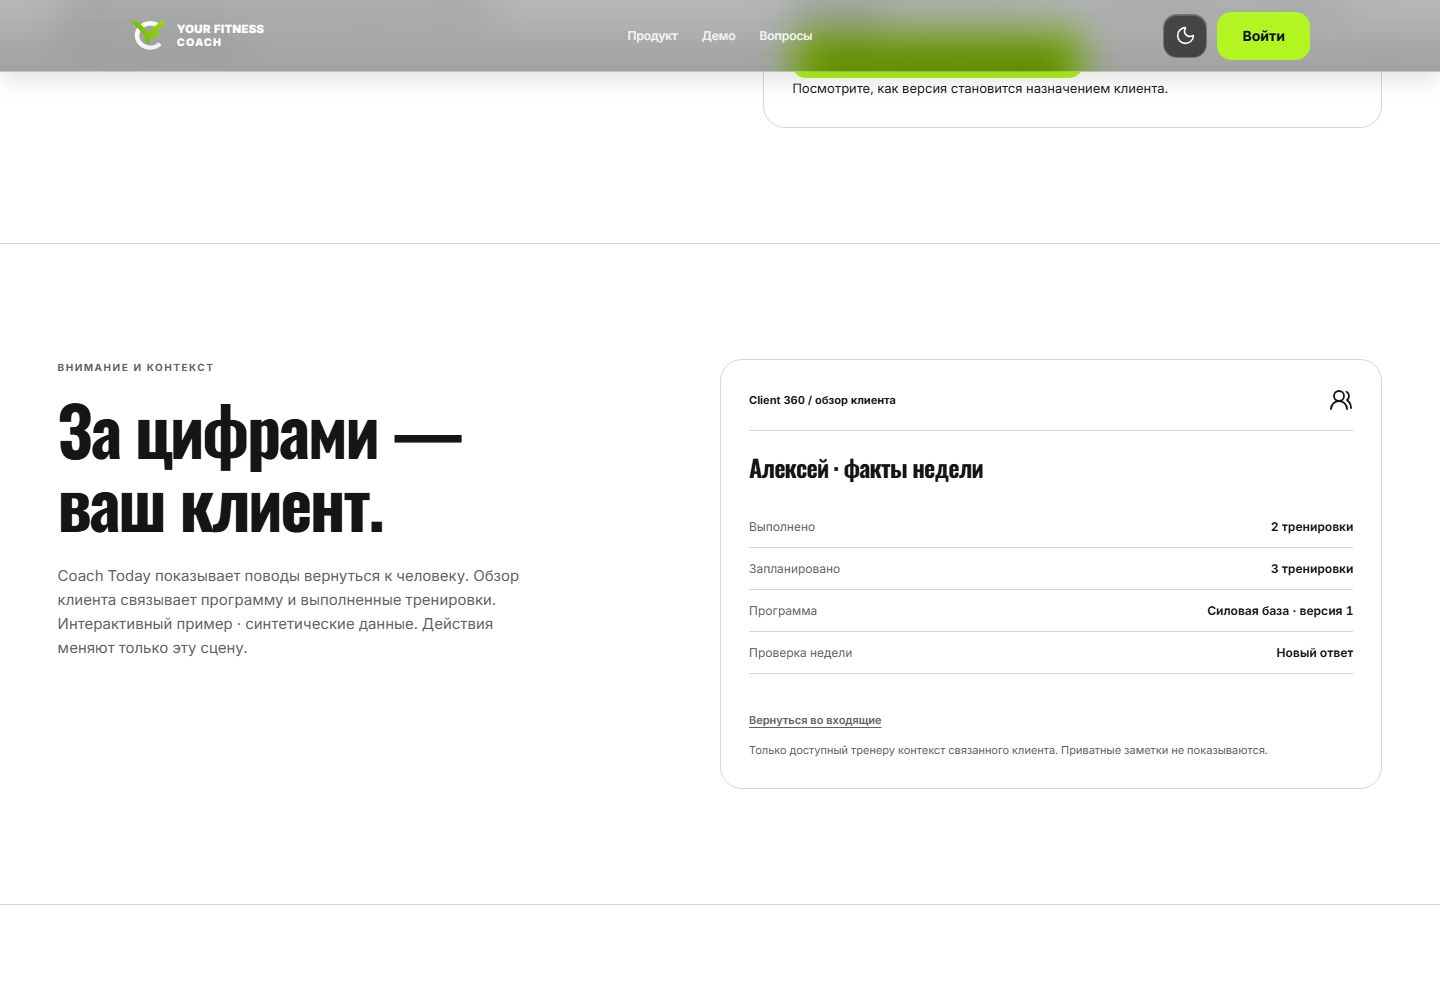 YOUR FITNESS
COACH
Продукт
Демо
Вопросы
Войти
Посмотрите, как версия становится назначением клиента.
ВНИМАНИЕ И КОНТЕКСТ
За цифрами —
ваш клиент.
Coach Today показывает поводы вернуться к человеку. Обзор
клиента связывает программу и выполненные тренировки.
Интерактивный пример · синтетические данные. Действия
меняют только эту сцену.
Client 360 / обзор клиента
Алексей · факты недели
Выполнено 2 тренировки
Запланировано 3 тренировки
Программа Силовая база · версия 1
Проверка недели Новый ответ
Вернуться во входящие
Только доступный тренеру контекст связанного клиента. Приватные заметки не показываются.